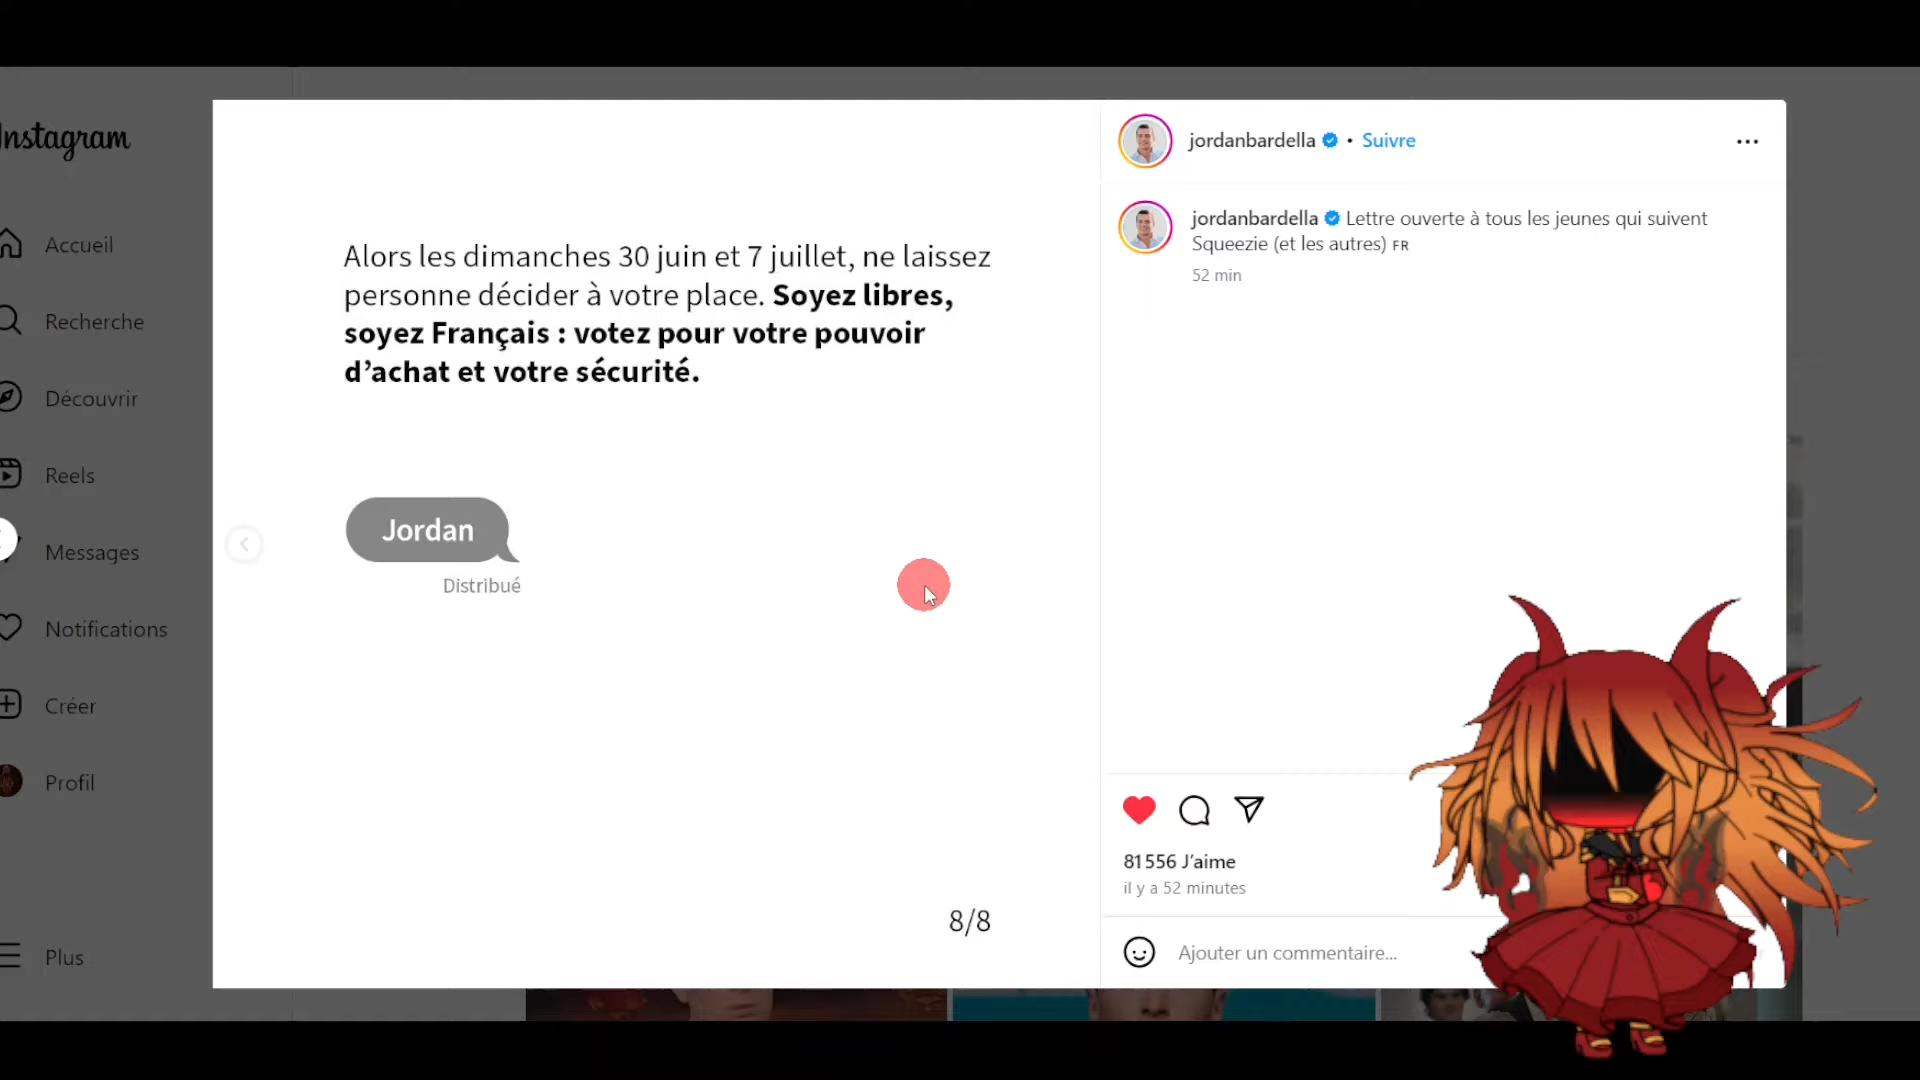 Instagram
Accueil
Recherche
Découvrir
Reels
Messages
Notifications
Créer
Profil
Plus
Alors les dimanches 30 juin et 7 juillet, ne laissez
personne décider à votre place. Soyez libres,
soyez Français : votez pour votre pouvoir
d’achat et votre sécurité.
Jordan
Distribué
8/8
jordanbardella • Suivre
jordanbardella Lettre ouverte à tous les jeunes qui suivent
Squeezie (et les autres) FR
52 min
81 556 J’aime
il y a 52 minutes
Ajouter un commentaire...